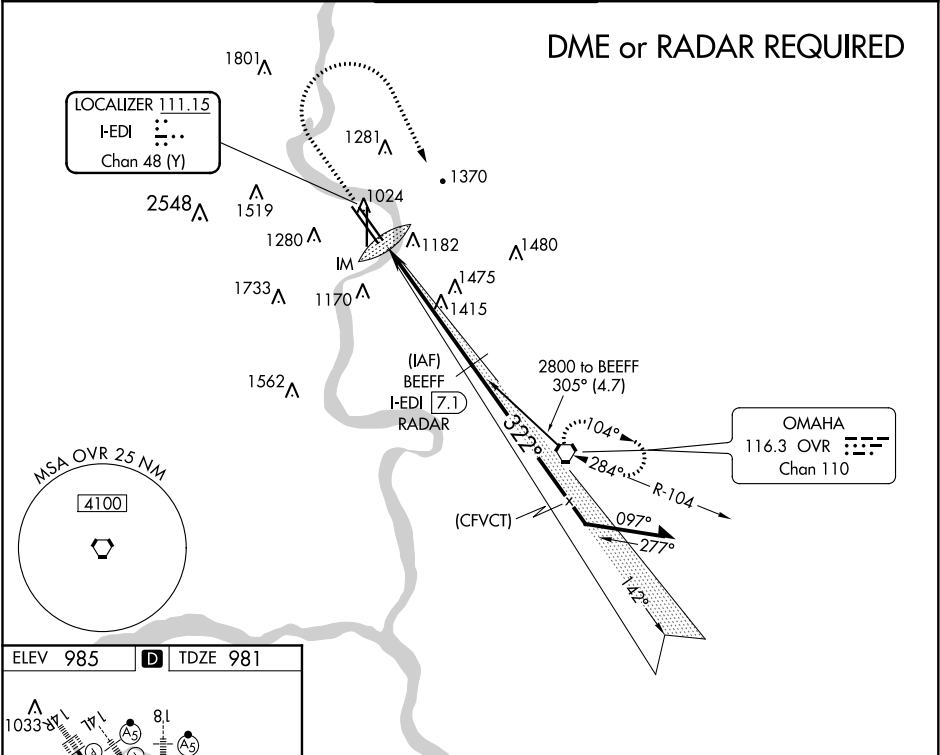 DME or RADAR REQUIRED
1801
LOCALIZER 111.15
I-EDI
Chan 48 (Y)
1281
1370
1024
2548
1519
1280
1182
1480
IM
1475
1733
1170
1415
(IAF)
BEEFF
I-EDI 7.1
RADAR
2800 to BEEFF
305° (4.7)
1562
322°
104°
284°
R-104
OMAHA
116.3 OVR
Chan 110
MSA OVR 25 NM
4100
(CFVCT)
097°
277°
142°
ELEV 985 D TDZE 981
1033
14R
14L
18
A5
A5